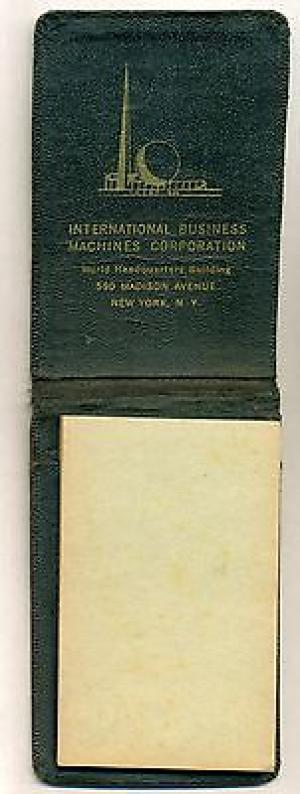 INTERNATIONAL BUSINESS
MACHINES CORPORATION
World Headquarters Building
590 MADISON AVENUE
NEW YORK, N. Y.